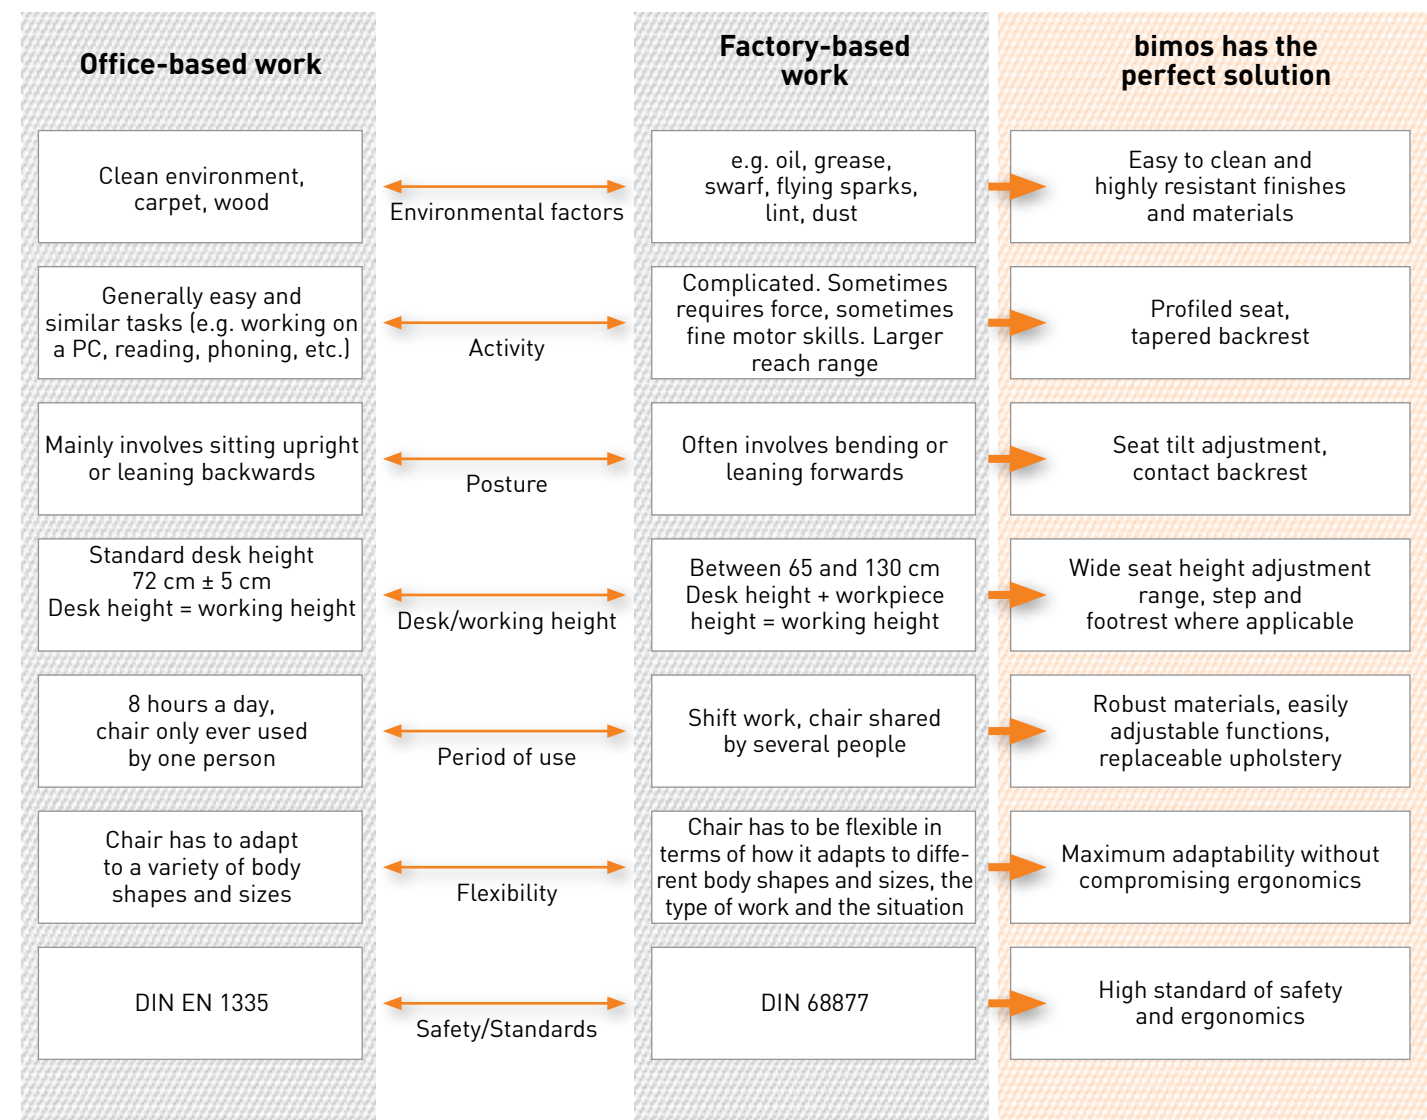 Office-based work
Factory-based
work
bimos has the
perfect solution
Clean environment,
carpet, wood
Environmental factors
e.g. oil, grease,
swarf, flying sparks,
lint, dust
Easy to clean and
highly resistant finishes
and materials
Generally easy and
similar tasks (e.g. working on
a PC, reading, phoning, etc.)
Activity
Complicated. Sometimes
requires force, sometimes
fine motor skills. Larger
reach range
Profiled seat,
tapered backrest
Mainly involves sitting upright
or leaning backwards
Posture
Often involves bending or
leaning forwards
Seat tilt adjustment,
contact backrest
Standard desk height
72 cm ± 5 cm
Desk height = working height
Desk/working height
Between 65 and 130 cm
Desk height + workpiece
height = working height
Wide seat height adjustment
range, step and
footrest where applicable
8 hours a day,
chair only ever used
by one person
Period of use
Shift work, chair shared
by several people
Robust materials, easily
adjustable functions,
replaceable upholstery
Chair has to adapt
to a variety of body
shapes and sizes
Flexibility
Chair has to be flexible in
terms of how it adapts to diffe-
rent body shapes and sizes, the
type of work and the situation
Maximum adaptability without
compromising ergonomics
DIN EN 1335
Safety/Standards
DIN 68877
High standard of safety
and ergonomics